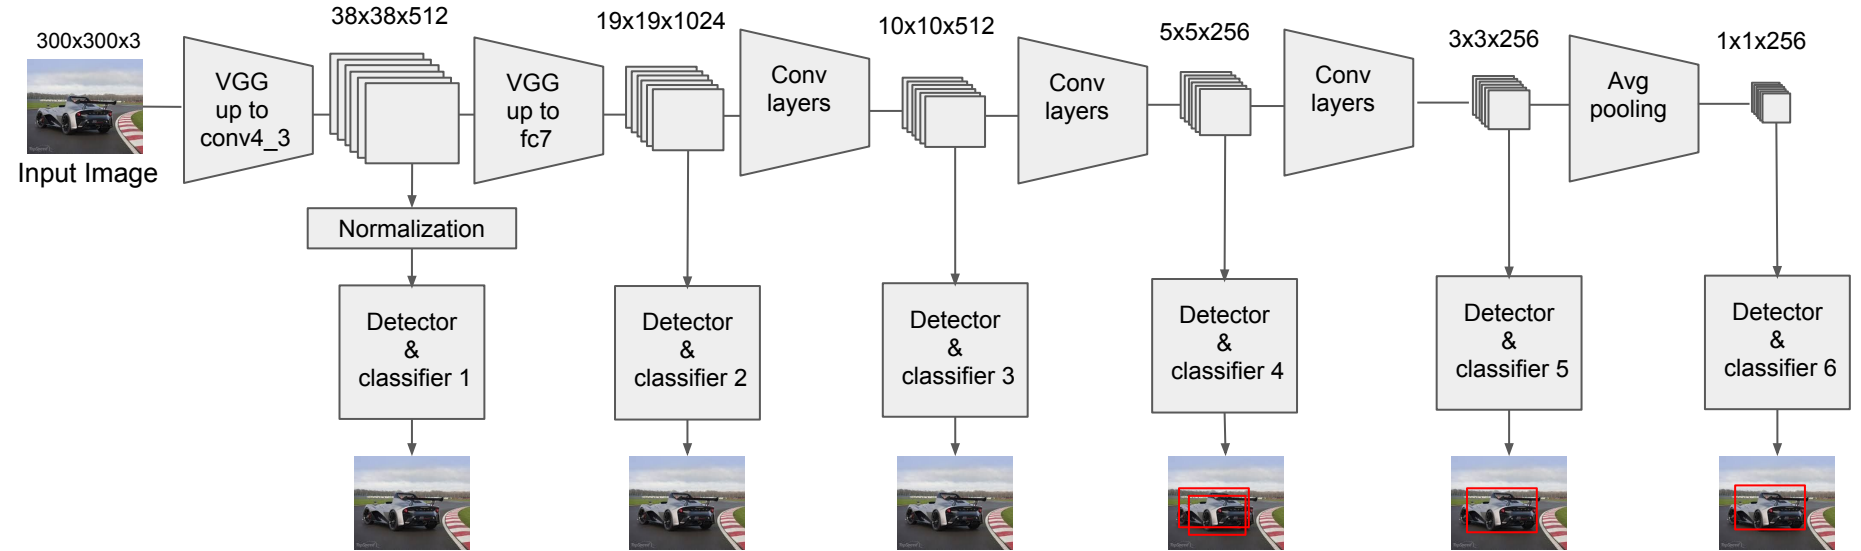 300x300x3
38x38x512
19x19x1024
10x10x512
5x5x256
3x3x256
1x1x256
Input Image
VGG
up to
conv4_3
VGG
up to
fc7
Conv
layers
Conv
layers
Conv
layers
Avg
pooling
Normalization
Detector
&
classifier 1
Detector
&
classifier 2
Detector
&
classifier 3
Detector
&
classifier 4
Detector
&
classifier 5
Detector
&
classifier 6